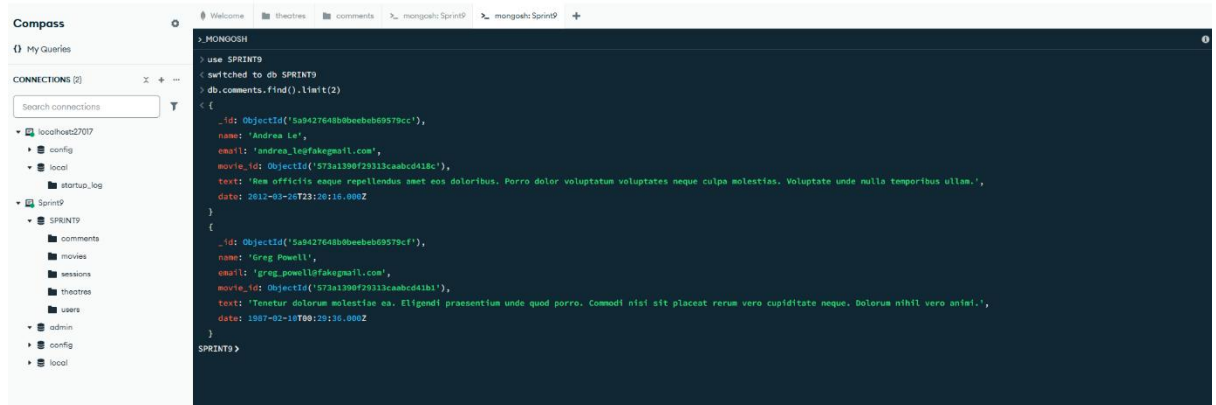 Compass
{} My Queries
CONNECTIONS (2)
Search connections
localhost:27017
config
local
startup_log
Sprint9
SPRINT9
comments
movies
sessions
theatres
users
admin
config
local
Welcome
theatres
comments
>_ mongosh: Sprint9
>_ mongosh: Sprint9
>_MONGOSH
> use SPRINT9
< switched to db SPRINT9
> db.comments.find().limit(2)
< {
_id: ObjectId('5a9427648b0beebeb69579cc'),
name: 'Andrea Le',
email: 'andrea_le@fakegmail.com',
movie_id: ObjectId('573a1390f29313caabcd418c'),
text: 'Rem officiis eaque repellendus amet eos doloribus. Porro dolor voluptatum voluptates neque culpa molestias. Voluptate unde nulla temporibus ullam.',
date: 2012-03-26T23:20:16.000Z
}
{
_id: ObjectId('5a9427648b0beebeb69579cf'),
name: 'Greg Powell',
email: 'greg_powell@fakegmail.com',
movie_id: ObjectId('573a1390f29313caabcd41b1'),
text: 'Tenetur dolorum molestiae ea. Eligendi praesentium unde quod porro. Commodi nisi sit placeat rerum vero cupiditate neque. Dolorum nihil vero animi.',
date: 1987-02-10T00:29:36.000Z
}
SPRINT9>